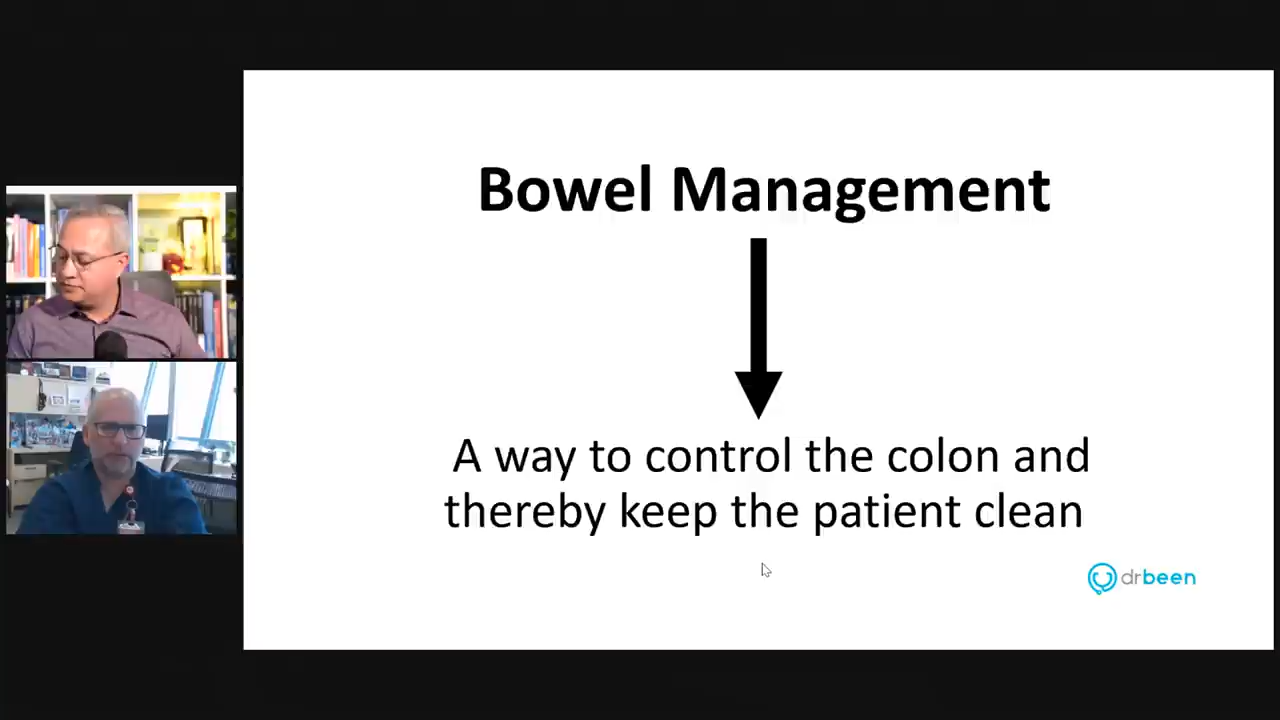 Bowel Management
A way to control the colon and
thereby keep the patient clean
drbeen